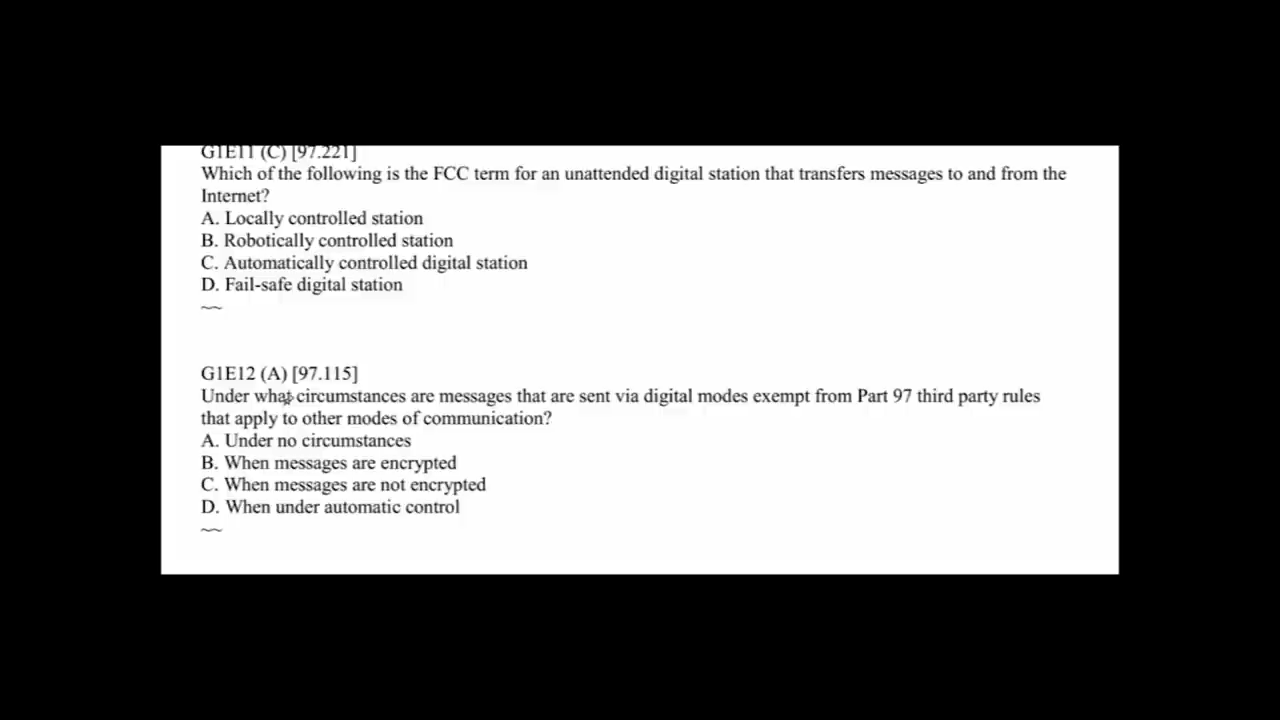 G1E11 (C) [97.221]
Which of the following is the FCC term for an unattended digital station that transfers messages to and from the
Internet?
A. Locally controlled station
B. Robotically controlled station
C. Automatically controlled digital station
D. Fail-safe digital station
~~
G1E12 (A) [97.115]
Under what circumstances are messages that are sent via digital modes exempt from Part 97 third party rules
that apply to other modes of communication?
A. Under no circumstances
B. When messages are encrypted
C. When messages are not encrypted
D. When under automatic control
~~